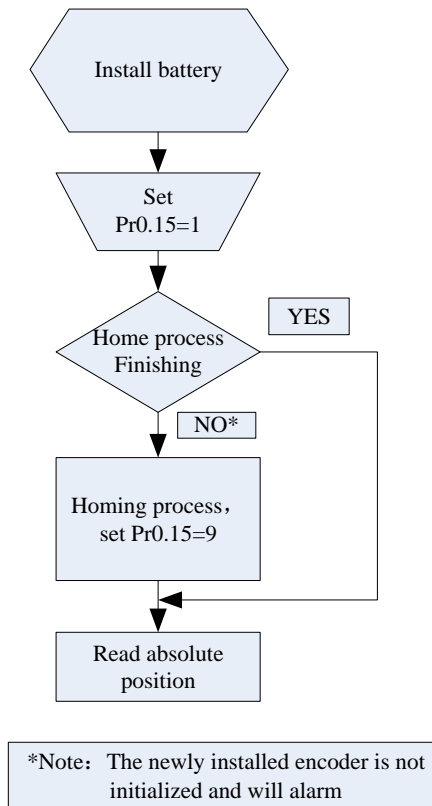 Install battery
Set
Pr0.15=1
Home process
Finishing
YES
NO*
Homing process，
set Pr0.15=9
Read absolute
position
*Note：The newly installed encoder is not
initialized and will alarm